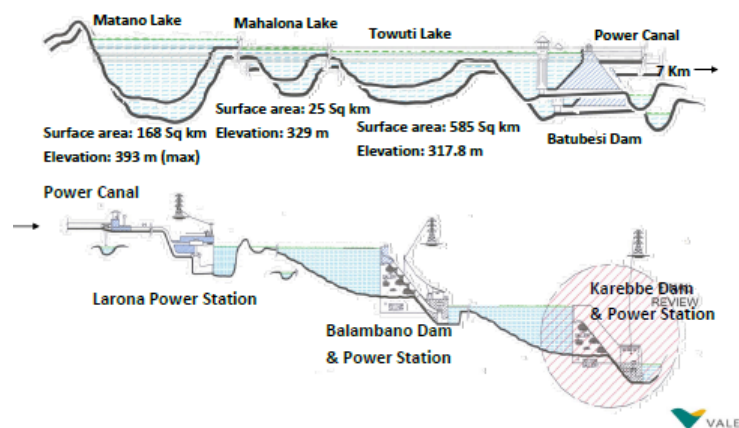 Matano Lake
Mahalona Lake
Towuti Lake
Power Canal
7 Km
Surface area: 168 Sq km
Elevation: 393 m (max)
Surface area: 25 Sq km
Elevation: 329 m
Surface area: 585 Sq km
Elevation: 317.8 m
Batubesi Dam
Power Canal
Larona Power Station
Balambano Dam
& Power Station
Karebbe Dam
REVIEW
& Power Station
VALE